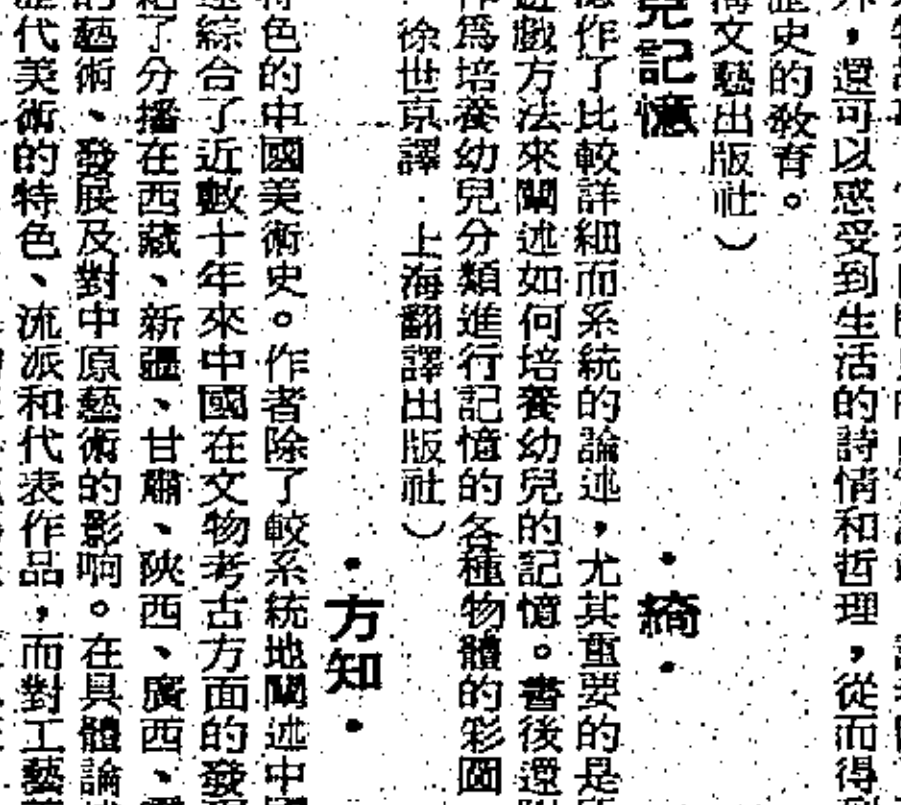 外，還可以感受到生活的詩情和哲理，從而得
歷史的教育。
海文藝出版社）
兒記憶
·綺·
憶作了比較詳細而系統的論述，尤其重要的是
遊戲方法來闡述如何培養幼兒的記憶。書後還附
作爲培養幼兒分類進行記憶的各種物體的彩圖
徐世京譯·上海翻譯出版社）
·方知·
特色的中國美術史。作者除了較系統地闡述中國
還綜合了近數十年來中國在文物考古方面的發現
給了分播在西藏、新疆、甘肅、陝西、廣西、
的藝術、發展及對中原藝術的影响。在具體論
歷代美術的特色、流派和代表作品，而對工藝